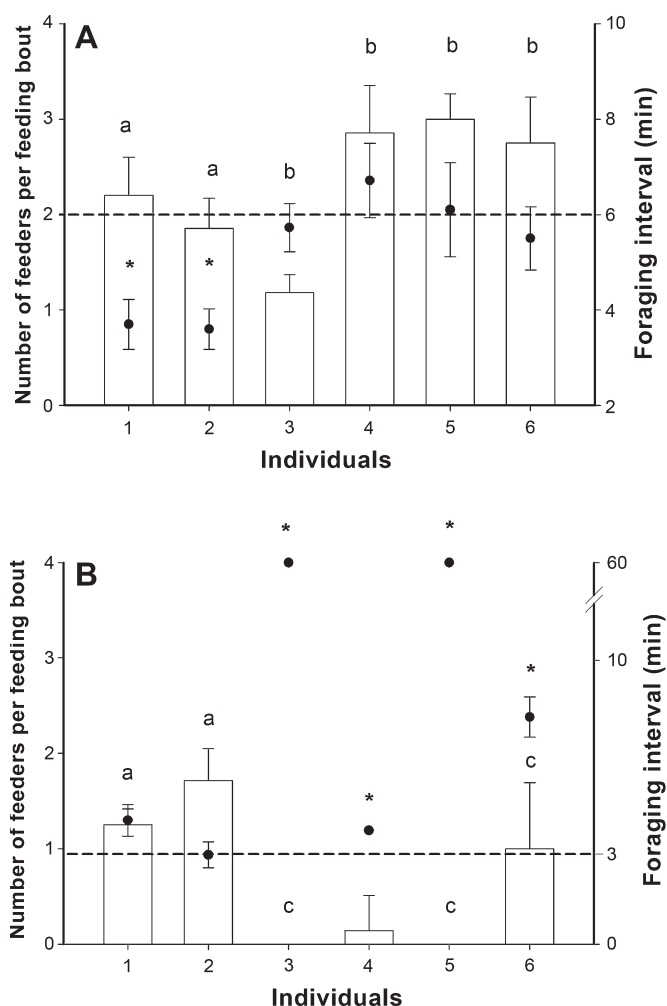 A
Number of feeders per feeding bout
Foraging interval (min)
4
3
2
1
0
10
8
6
4
2
a
a
b
b
b
b
*
*
1 2 3 4 5 6
Individuals
B
Number of feeders per feeding bout
Foraging interval (min)
4
3
2
1
0
60
10
3
0
*
*
*
*
a
a
c
c
c
1 2 3 4 5 6
Individuals